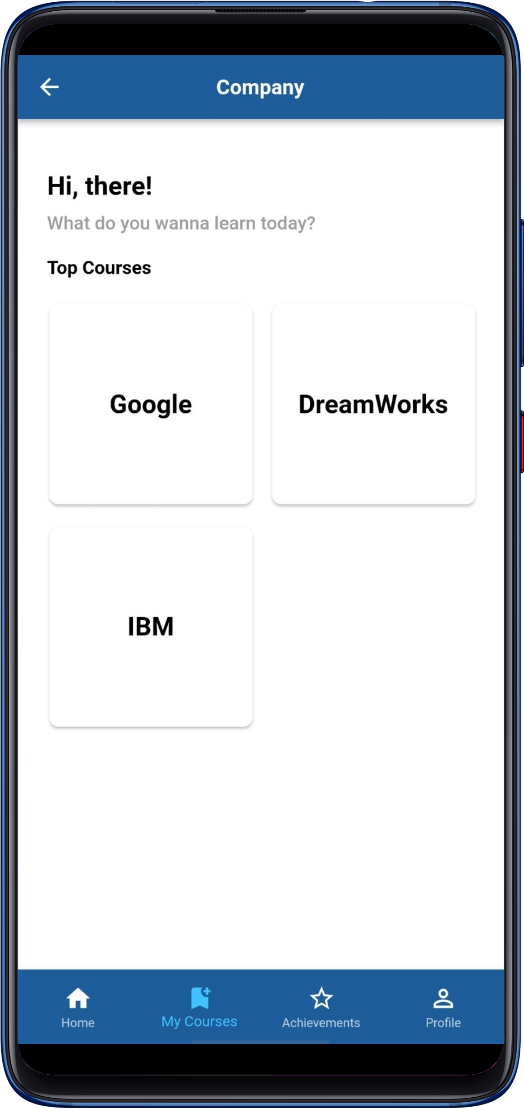 Company
Hi, there!
What do you wanna learn today?
Top Courses
Google DreamWorks
IBM
Home My Courses Achievements Profile